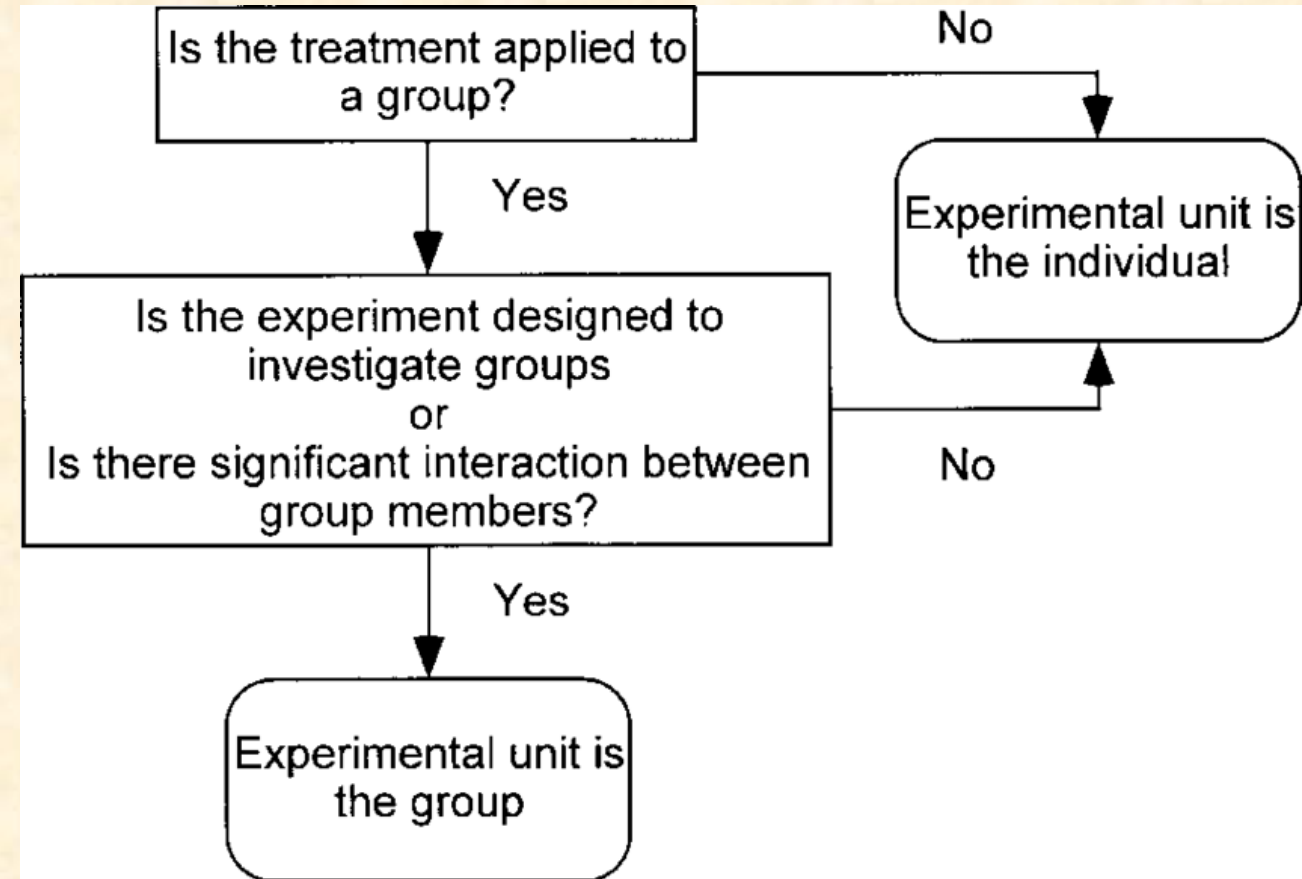 Is the treatment applied to
a group?
No
Yes
Experimental unit is
the individual
Is the experiment designed to
investigate groups
or
Is there significant interaction between
group members?
No
Yes
Experimental unit is
the group